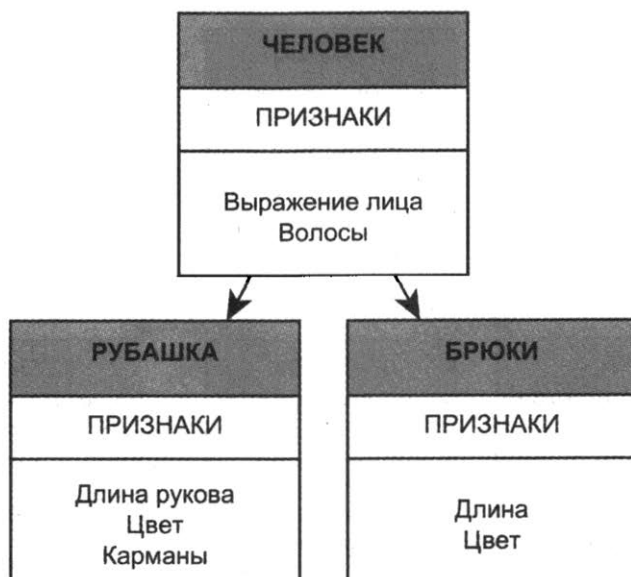 ЧЕЛОВЕК
ПРИЗНАКИ
Выражение лица
Волосы
РУБАШКА
ПРИЗНАКИ
Длина рукова
Цвет
Карманы
БРЮКИ
ПРИЗНАКИ
Длина
Цвет